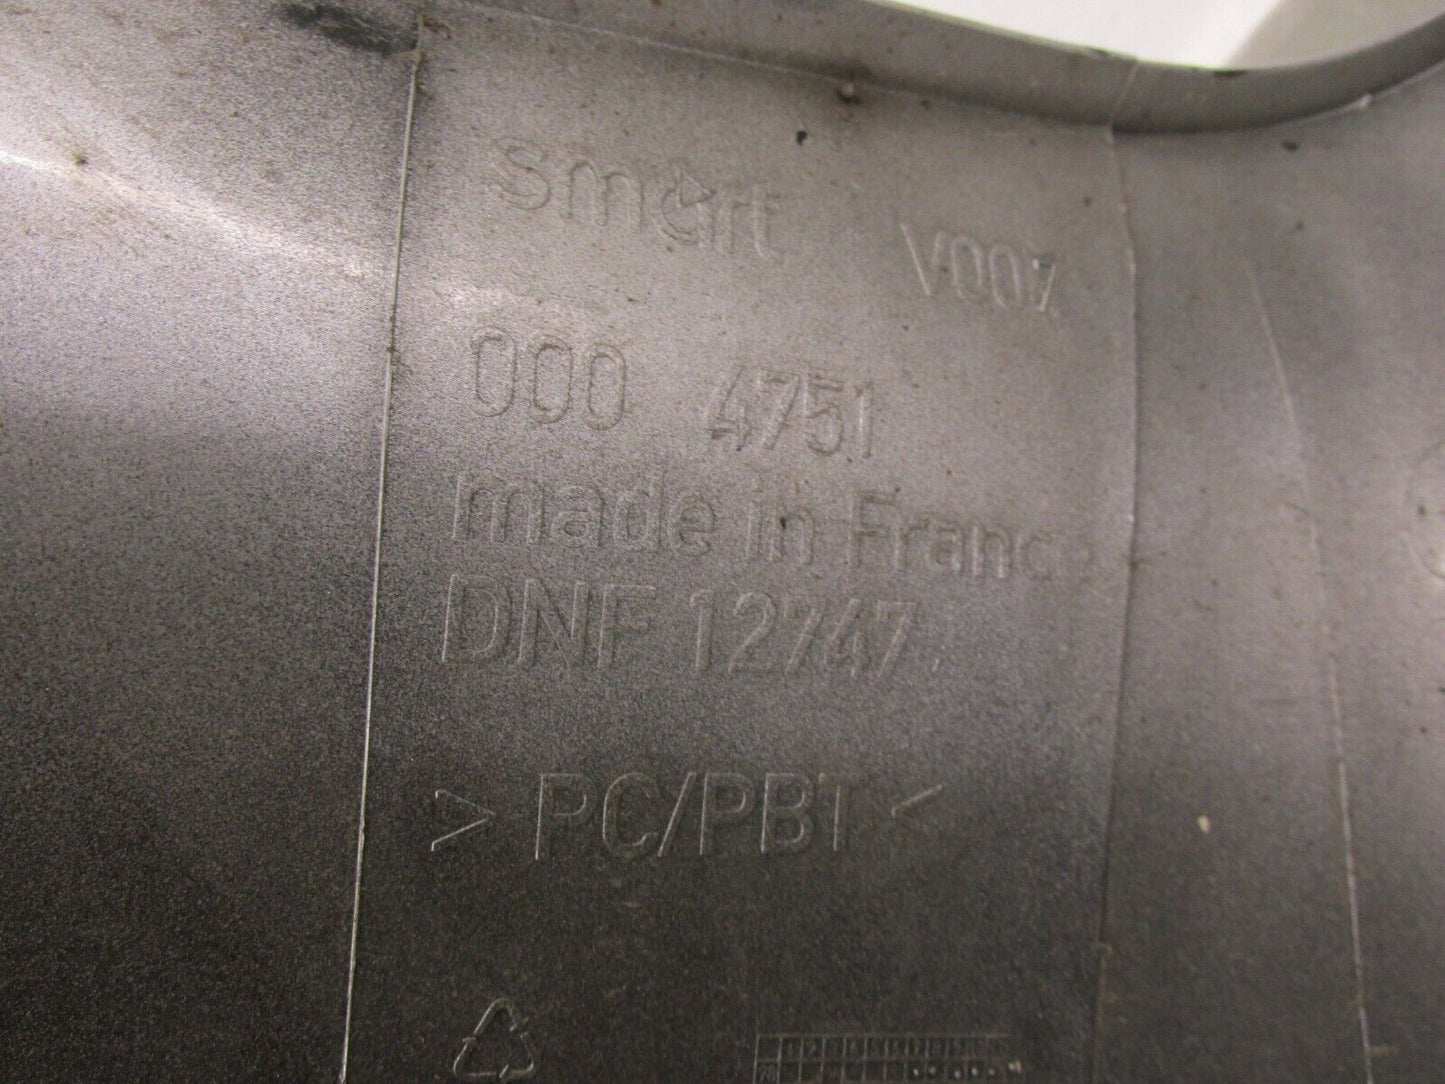 smart V007
000 4751
made in France
DNF 12747
> PC/PBT <